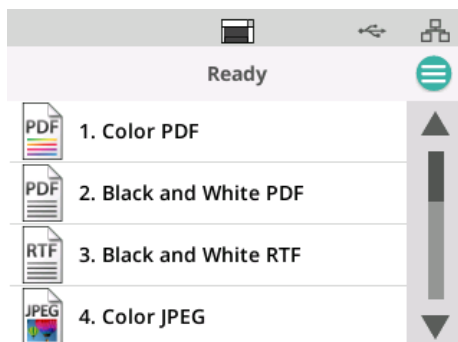 Ready
PDF
1. Color PDF
PDF
2. Black and White PDF
RTF
3. Black and White RTF
JPEG
4. Color JPEG